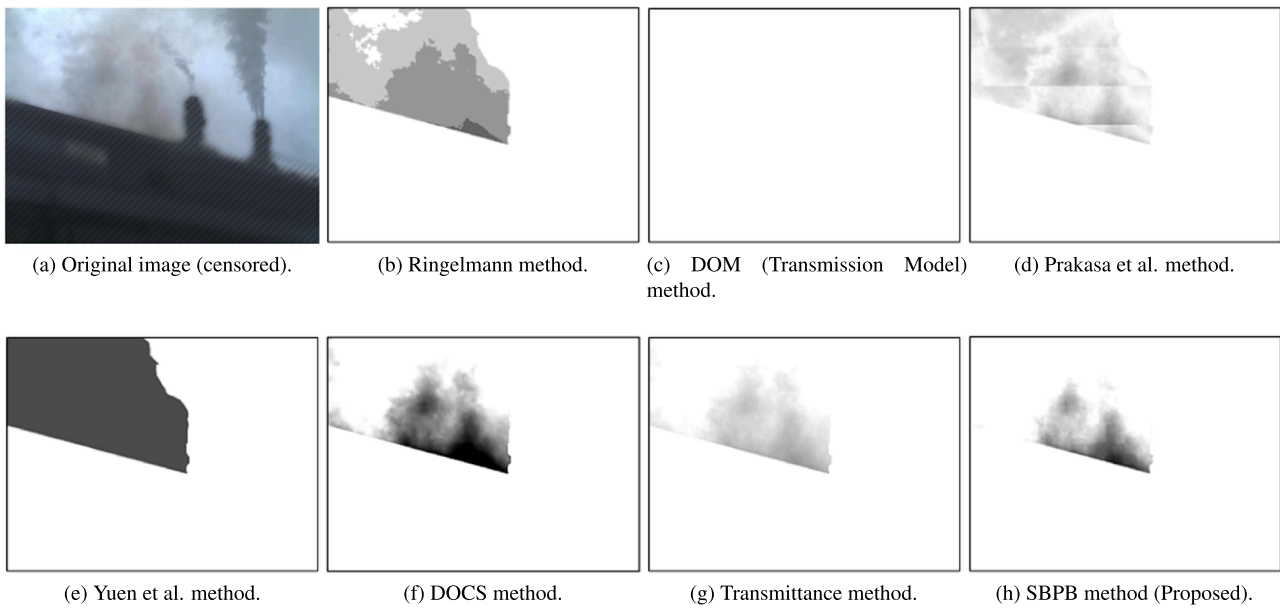 (a) Original image (censored).
(b) Ringelmann method.
(c) DOM (Transmission Model)
method.
(d) Prakasa et al. method.
(e) Yuen et al. method.
(f) DOCS method.
(g) Transmittance method.
(h) SBPB method (Proposed).